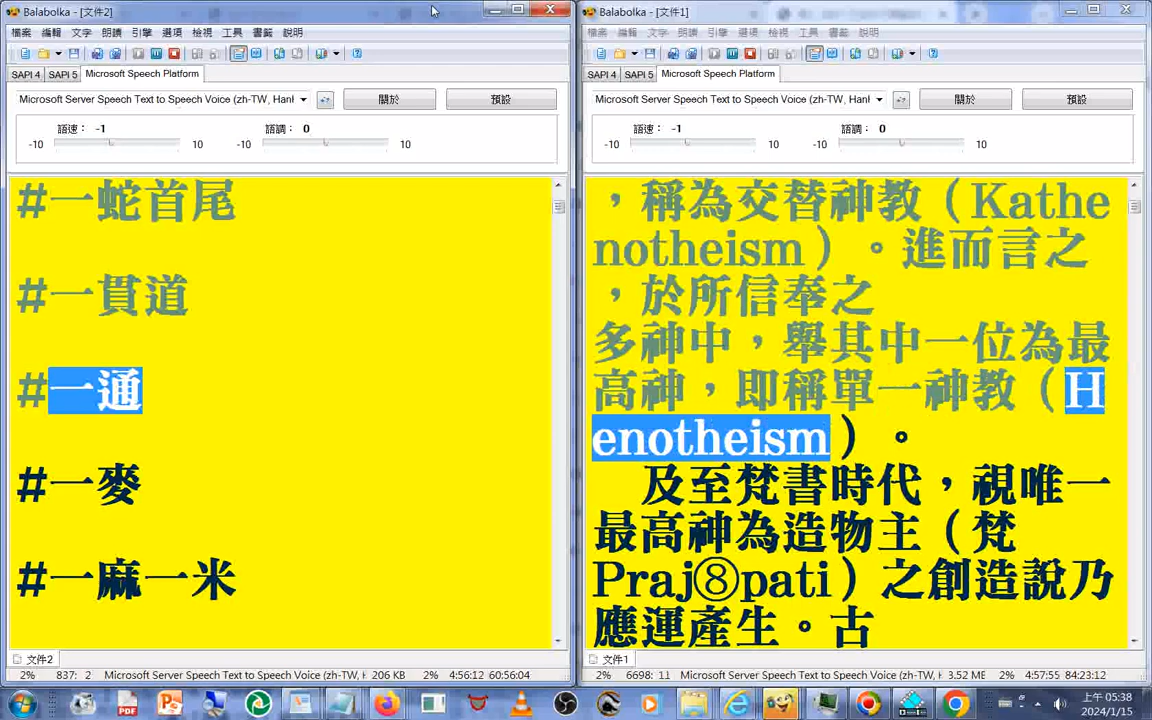 Balabolka - [文件2]
檔案 編輯 文字 朗讀 引擎 選項 檢視 工具 書籤 說明
SAPI 4 SAPI 5 Microsoft Speech Platform
Microsoft Server Speech Text to Speech Voice (zh-TW, Hanl
關於 預設
語速： -1 語調： 0
-10 10 -10 10
#一蛇首尾
#一貫道
#一通
#一麥
#一麻一米
文件2
2% 837: 2 Microsoft Server Speech Text to Speech Voice (zh-TW, H 206 KB 2% 4:56:12 60:56:04
Balabolka - [文件1]
檔案 編輯 文字 朗讀 引擎 選項 檢視 工具 書籤 說明
SAPI 4 SAPI 5 Microsoft Speech Platform
Microsoft Server Speech Text to Speech Voice (zh-TW, Hanl
關於 預設
語速： -1 語調： 0
-10 10 -10 10
，稱為交替神教（Kathe
notheism）。進而言之
，於所信奉之
多神中，舉其中一位為最
高神，即稱單一神教（H
enotheism）。
及至梵書時代，視唯一
最高神為造物主（梵
Praj⑧pati）之創造說乃
應運產生。古
文件1
2% 6698: 11 Microsoft Server Speech Text to Speech Voice (zh-TW, H 3.52 ME 2% 4:57:55 84:23:12
上午 05:38
2024/1/15